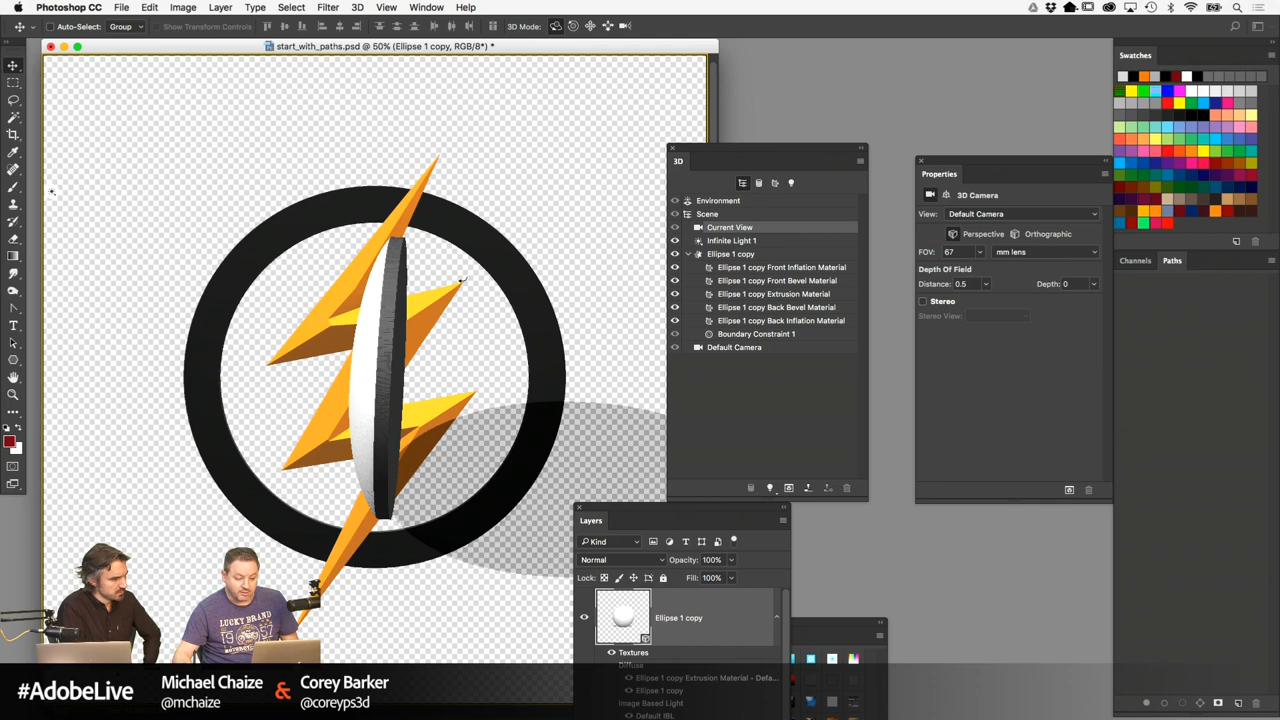 Photoshop CC File Edit Image Layer Type Select Filter 3D View Window Help
Auto-Select: Group Show Transform Controls 3D Mode:
start_with_paths.psd @ 50% (Ellipse 1 copy, RGB/8*) *
Swatches
3D
Environment
Scene
Current View
Infinite Light 1
Ellipse 1 copy
Ellipse 1 copy Front Inflation Material
Ellipse 1 copy Front Bevel Material
Ellipse 1 copy Extrusion Material
Ellipse 1 copy Back Bevel Material
Ellipse 1 copy Back Inflation Material
Boundary Constraint 1
Default Camera
Properties
3D Camera
View: Default Camera
Perspective Orthographic
FOV: 67 mm lens
Depth Of Field
Distance: 0.5 Depth: 0
Stereo
Stereo View:
Channels Paths
Layers
Kind
Normal Opacity: 100%
Lock: Fill: 100%
Ellipse 1 copy
Textures
Diffuse
Ellipse 1 copy Extrusion Material - Defa...
Ellipse 1 copy
Image Based Light
Default IBL
LUCKY BRAND
#AdobeLive
Michael Chaize & Corey Barker
@mchaize @coreyps3d